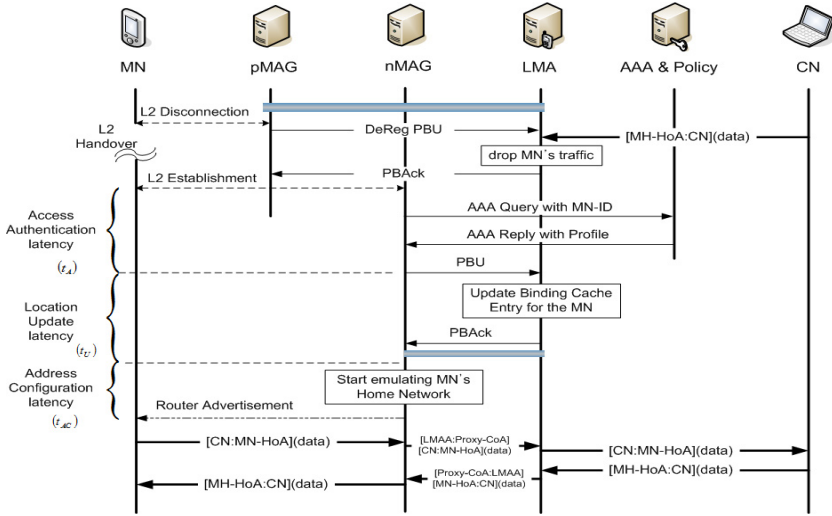 MN
pMAG
nMAG
LMA
AAA & Policy
CN
L2 Disconnection
L2
Handover
DeReg PBU
[MH-HoA:CN](data)
drop MN's traffic
PBAck
L2 Establishment
Access
Authentication
latency
(t_A)
AAA Query with MN-ID
AAA Reply with Profile
PBU
Location
Update
latency
(t_U)
Update Binding Cache
Entry for the MN
PBAck
Address
Configuration
latency
(t_AC)
Start emulating MN's
Home Network
Router Advertisement
[CN:MN-HoA](data)
[LMAA:Proxy-CoA]
[CN:MN-HoA](data)
[CN:MN-HoA](data)
[MH-HoA:CN](data)
[Proxy-CoA:LMAA]
[MN-HoA:CN](data)
[MH-HoA:CN](data)